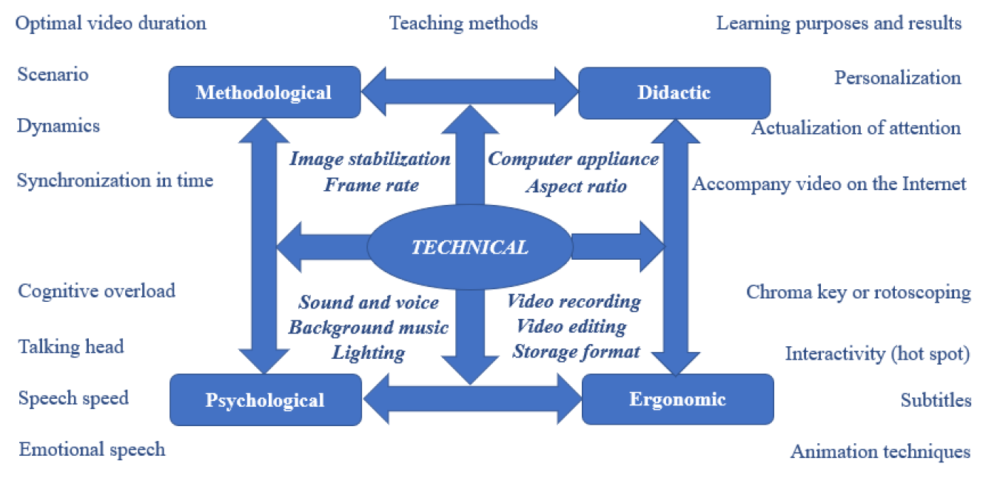 Optimal video duration
Teaching methods
Learning purposes and results
Scenario
Personalization
Methodological
Didactic
Dynamics
Actualization of attention
Image stabilization
Frame rate
Computer appliance
Aspect ratio
Synchronization in time
Accompany video on the Internet
TECHNICAL
Cognitive overload
Chroma key or rotoscoping
Sound and voice
Background music
Lighting
Video recording
Video editing
Storage format
Talking head
Interactivity (hot spot)
Speech speed
Psychological
Ergonomic
Subtitles
Emotional speech
Animation techniques